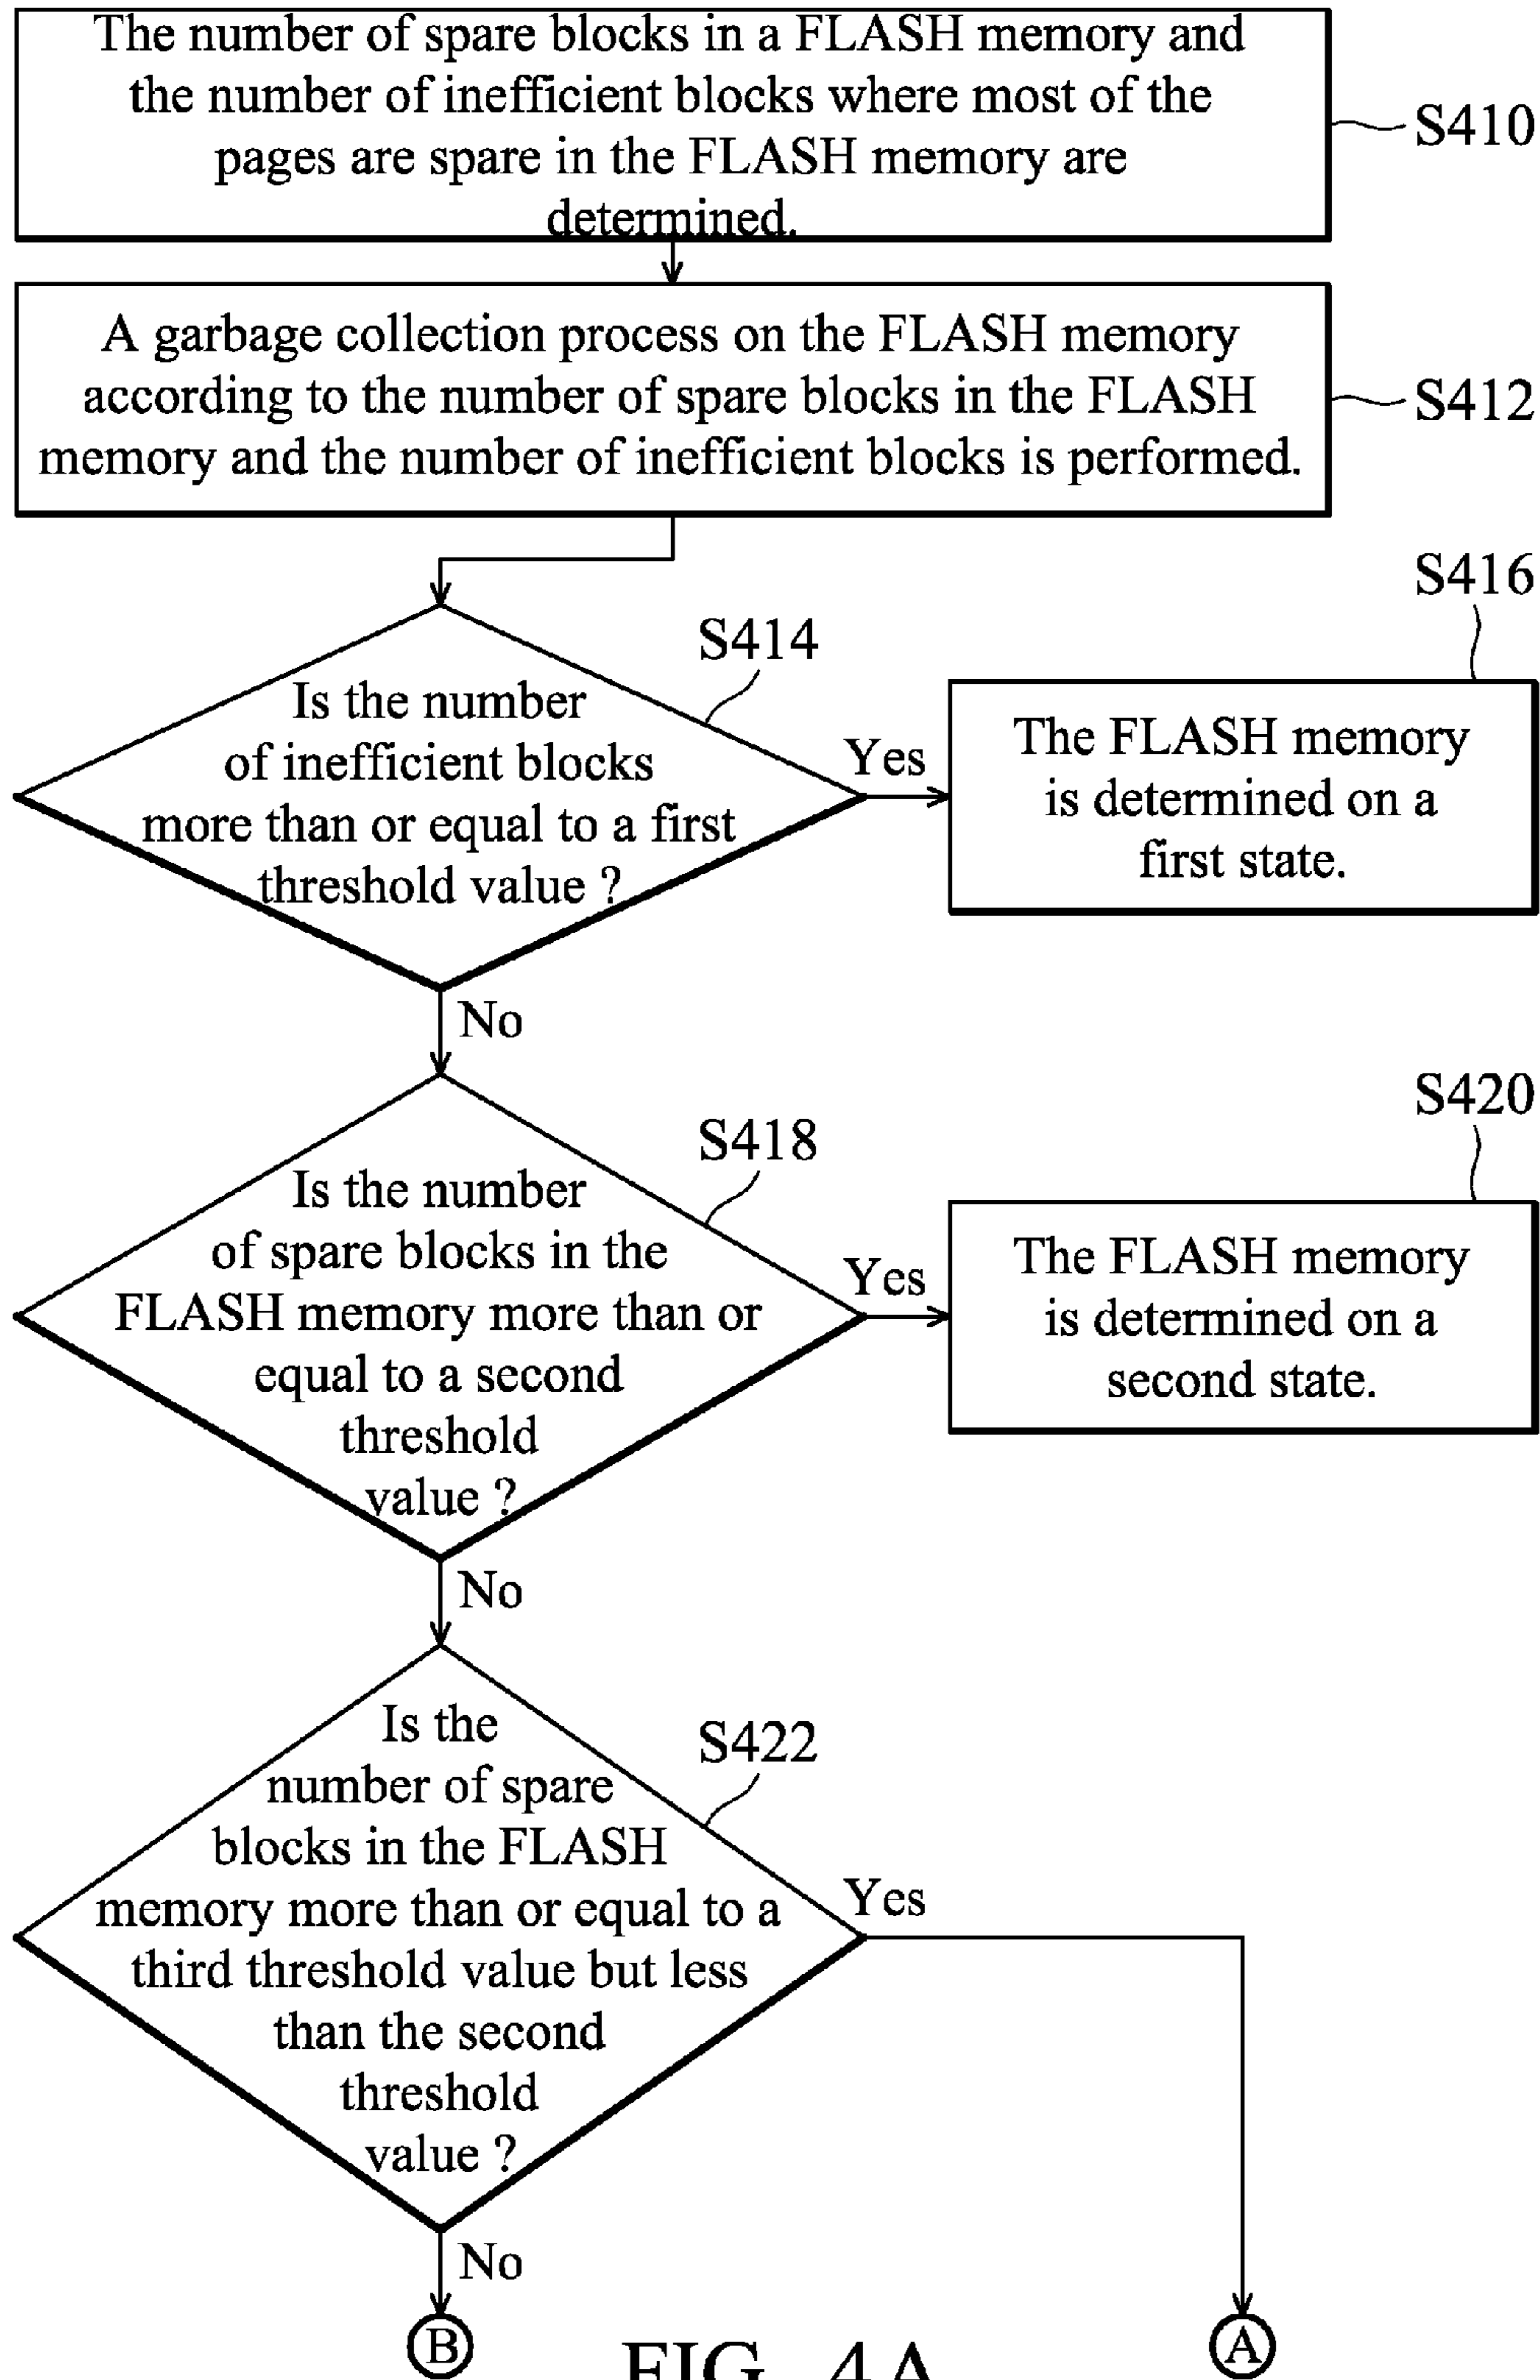 The number of spare blocks in a FLASH memory and
the number of inefficient blocks where most of the
pages are spare in the FLASH memory are
determined.
S410
A garbage collection process on the FLASH memory
according to the number of spare blocks in the FLASH
memory and the number of inefficient blocks is performed.
S412
S414
Is the number
of inefficient blocks
more than or equal to a first
threshold value ?
Yes
S416
The FLASH memory
is determined on a
first state.
No
S418
Is the number
of spare blocks in the
FLASH memory more than or
equal to a second
threshold
value ?
Yes
S420
The FLASH memory
is determined on a
second state.
No
S422
Is the
number of spare
blocks in the FLASH
memory more than or equal to a
third threshold value but less
than the second
threshold
value ?
Yes
No
B
A
FIG. 4A